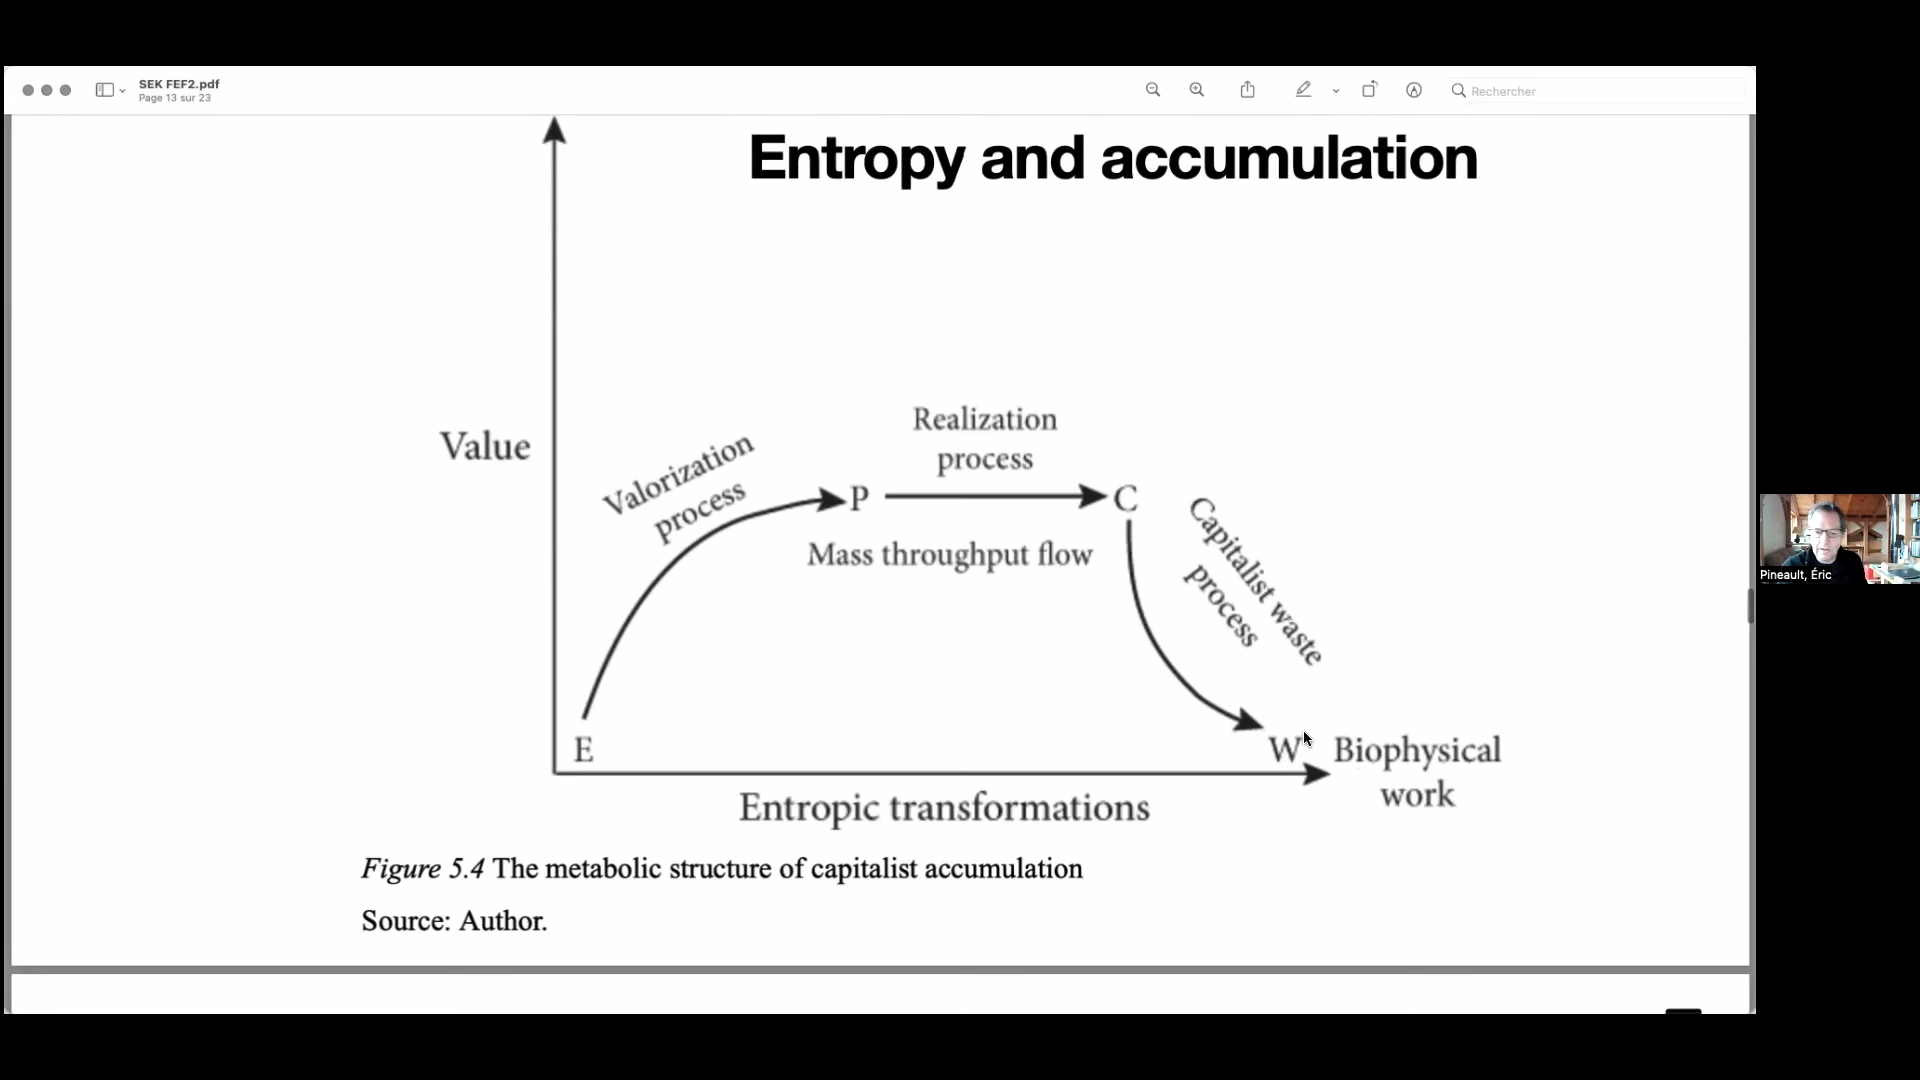 SEK FEF2.pdf
Page 13 sur 23
Rechercher
Entropy and accumulation
Value
Valorization
process
P
Realization
process
C
Mass throughput flow
Capitalist waste
process
E
W
Biophysical
work
Entropic transformations
Figure 5.4 The metabolic structure of capitalist accumulation
Source: Author.
Pineault, Éric